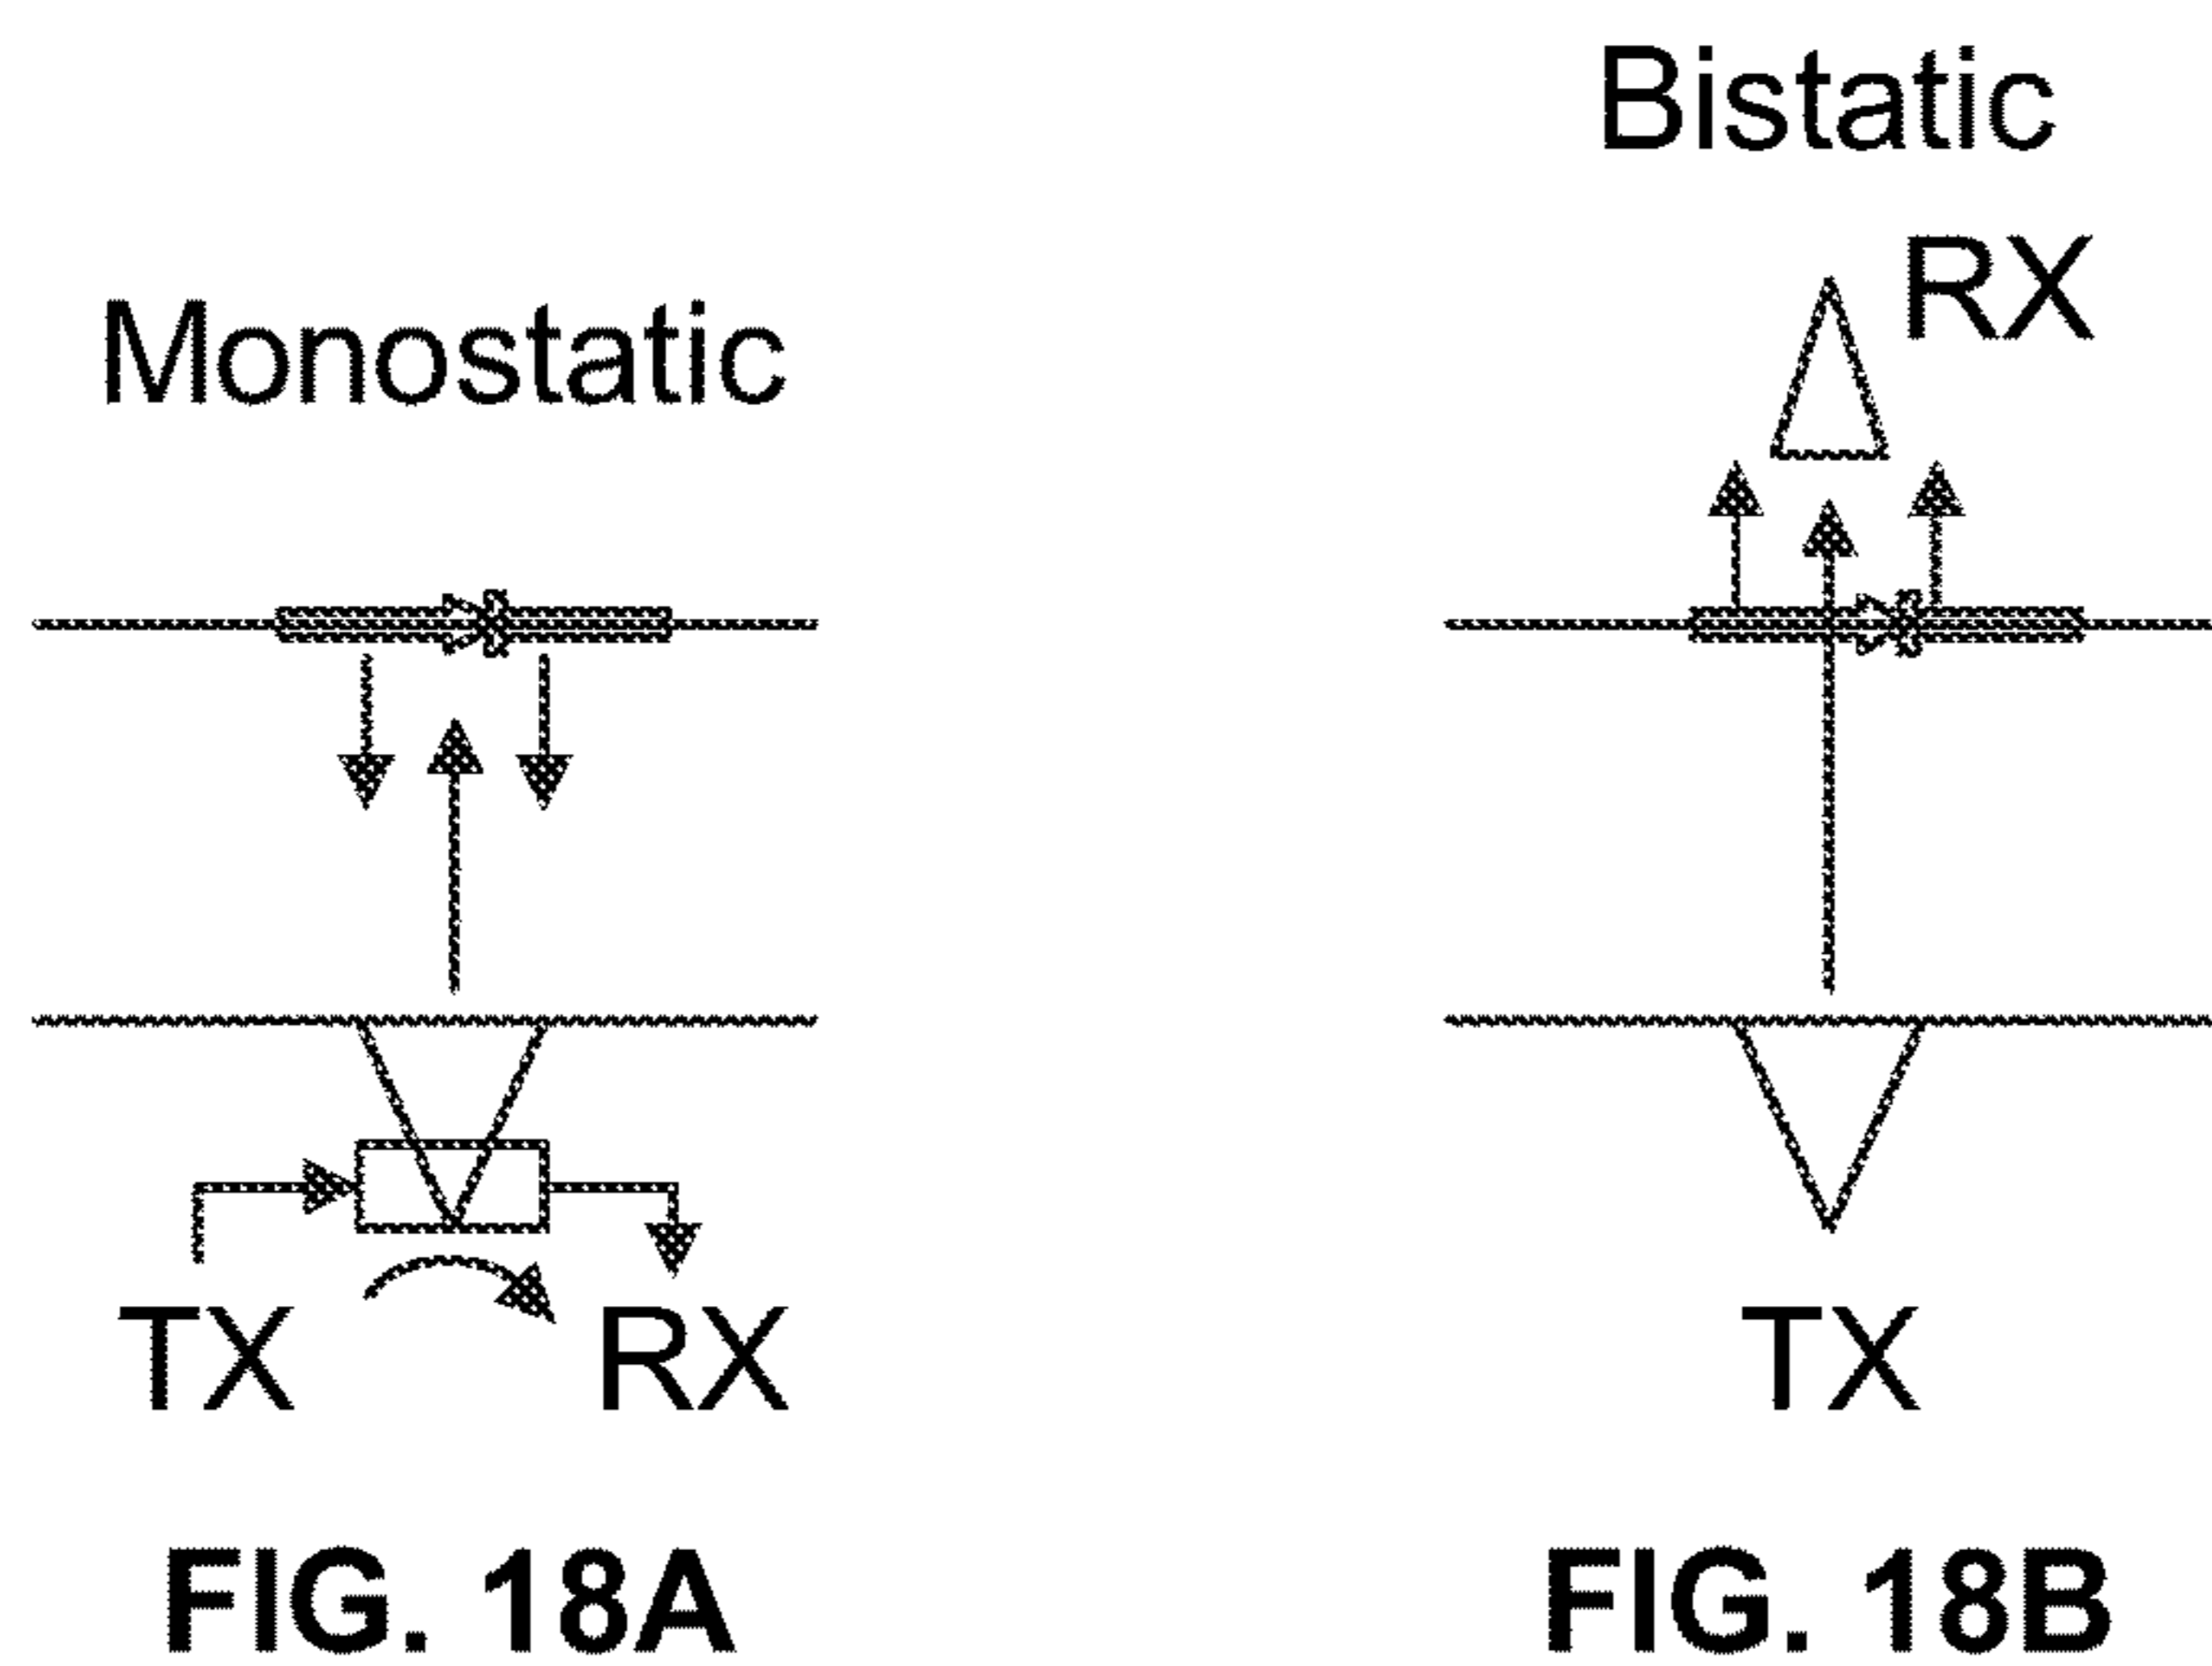 Monostatic
TX RX
FIG. 18A
Bistatic
RX
TX
FIG. 18B